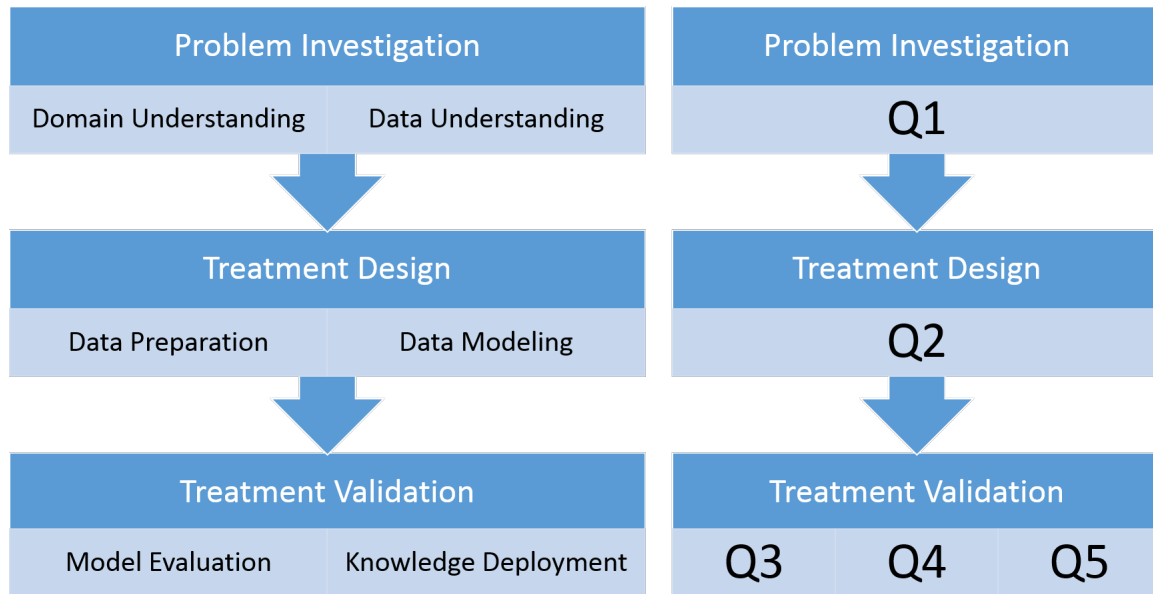 Problem Investigation
Domain Understanding
Data Understanding
Treatment Design
Data Preparation
Data Modeling
Treatment Validation
Model Evaluation
Knowledge Deployment
Problem Investigation
Q1
Treatment Design
Q2
Treatment Validation
Q3
Q4
Q5